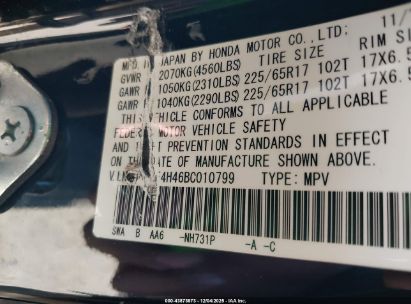 MFD. IN JAPAN BY HONDA MOTOR CO., LTD. 11/
GVWR 2070KG(4560LBS) TIRE SIZE RIM SI
GAWR 1050KG(2310LBS) 225/65R17 102T 17X6.5
GAWR 1040KG(2290LBS) 225/65R17 102T 17X6.5
THIS VEHICLE CONFORMS TO ALL APPLICABLE
FEDERAL MOTOR VEHICLE SAFETY
AND THEFT PREVENTION STANDARDS IN EFFECT
ON THE DATE OF MANUFACTURE SHOWN ABOVE.
4H46BC010799 TYPE: MPV
SWA B AA6 -NH731P -A -C